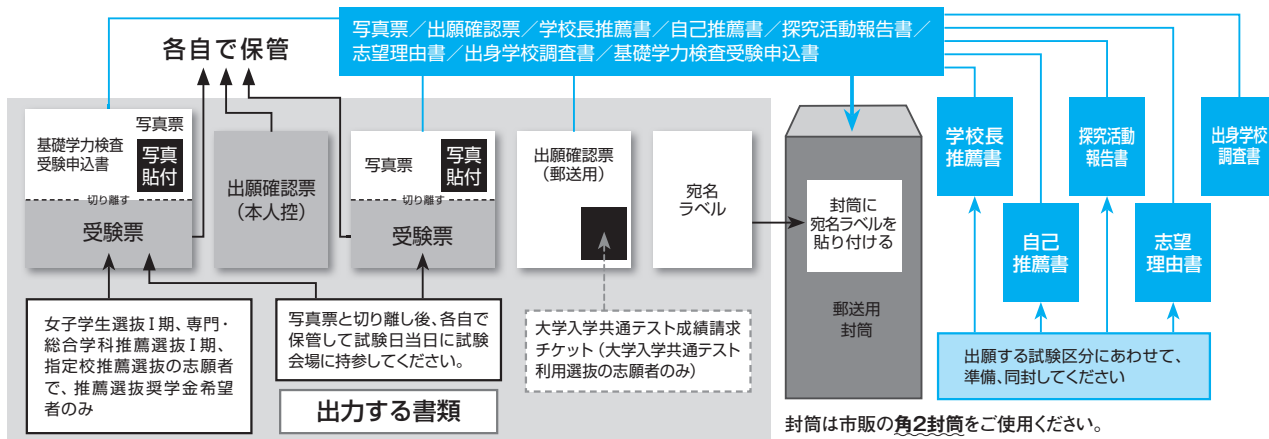 写真票／出願確認票／学校長推薦書／自己推薦書／探究活動報告書／
志望理由書／出身学校調査書／基礎学力検査受験申込書
各自で保管
写真票
基礎学力検査
受験申込書
写真
貼付
切り離す
受験票
出願確認票
（本人控）
写真票
写真
貼付
切り離す
受験票
出願確認票
（郵送用）
宛名
ラベル
封筒に
宛名ラベルを
貼り付ける
郵送用
封筒
学校長
推薦書
探究活動
報告書
出身学校
調査書
自己
推薦書
志望
理由書
女子学生選抜Ⅰ期、専門・
総合学科推薦選抜Ⅰ期、
指定校推薦選抜の志願者
で、推薦選抜奨学金希望
者のみ
写真票と切り離し後、各自で
保管して試験日当日に試験
会場に持参してください。
大学入学共通テスト成績請求
チケット（大学入学共通テスト
利用選抜の志願者のみ）
出願する試験区分にあわせて、
準備、同封してください
出力する書類
封筒は市販の角2封筒をご使用ください。